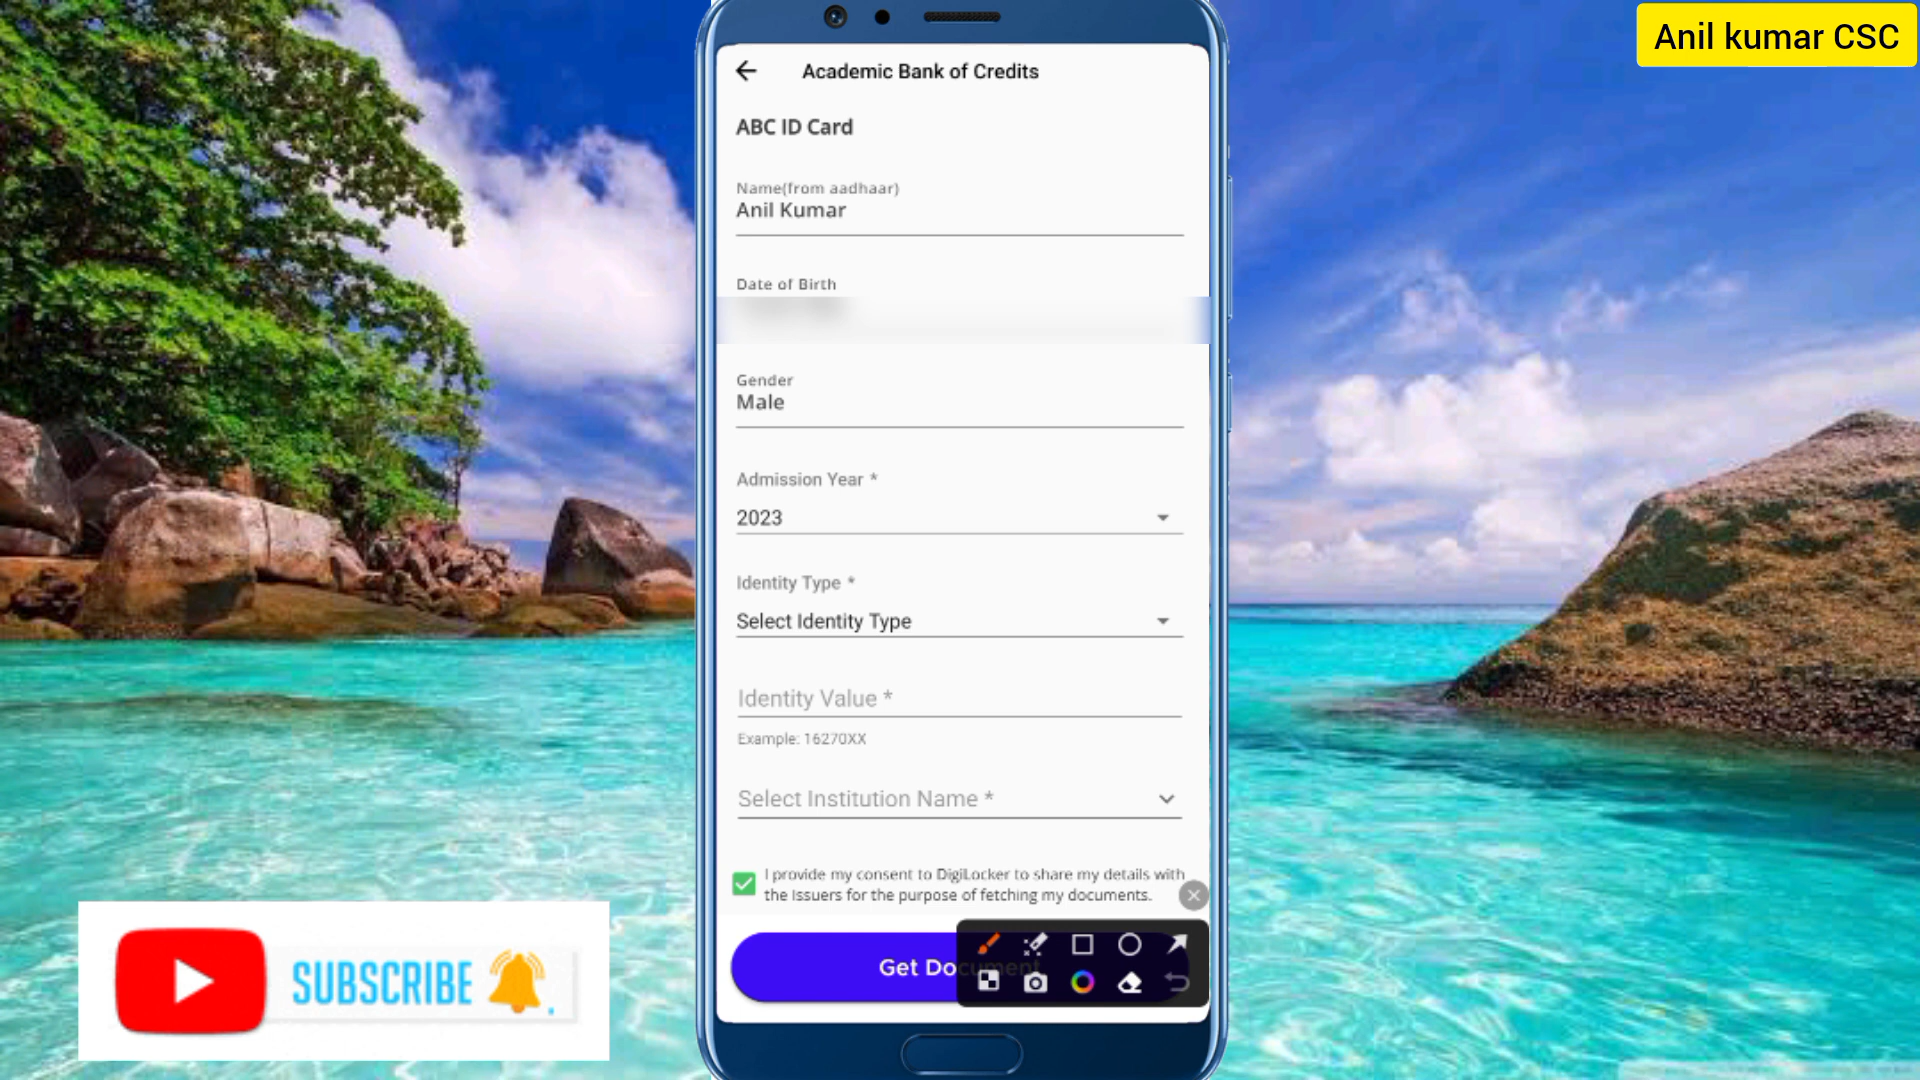 Anil kumar CSC
Academic Bank of Credits
ABC ID Card
Name(from aadhaar)
Anil Kumar
Date of Birth
Gender
Male
Admission Year *
2023
Identity Type *
Select Identity Type
Identity Value *
Example: 16270XX
Select Institution Name *
I provide my consent to DigiLocker to share my details with
the issuers for the purpose of fetching my documents.
Get Document
SUBSCRIBE